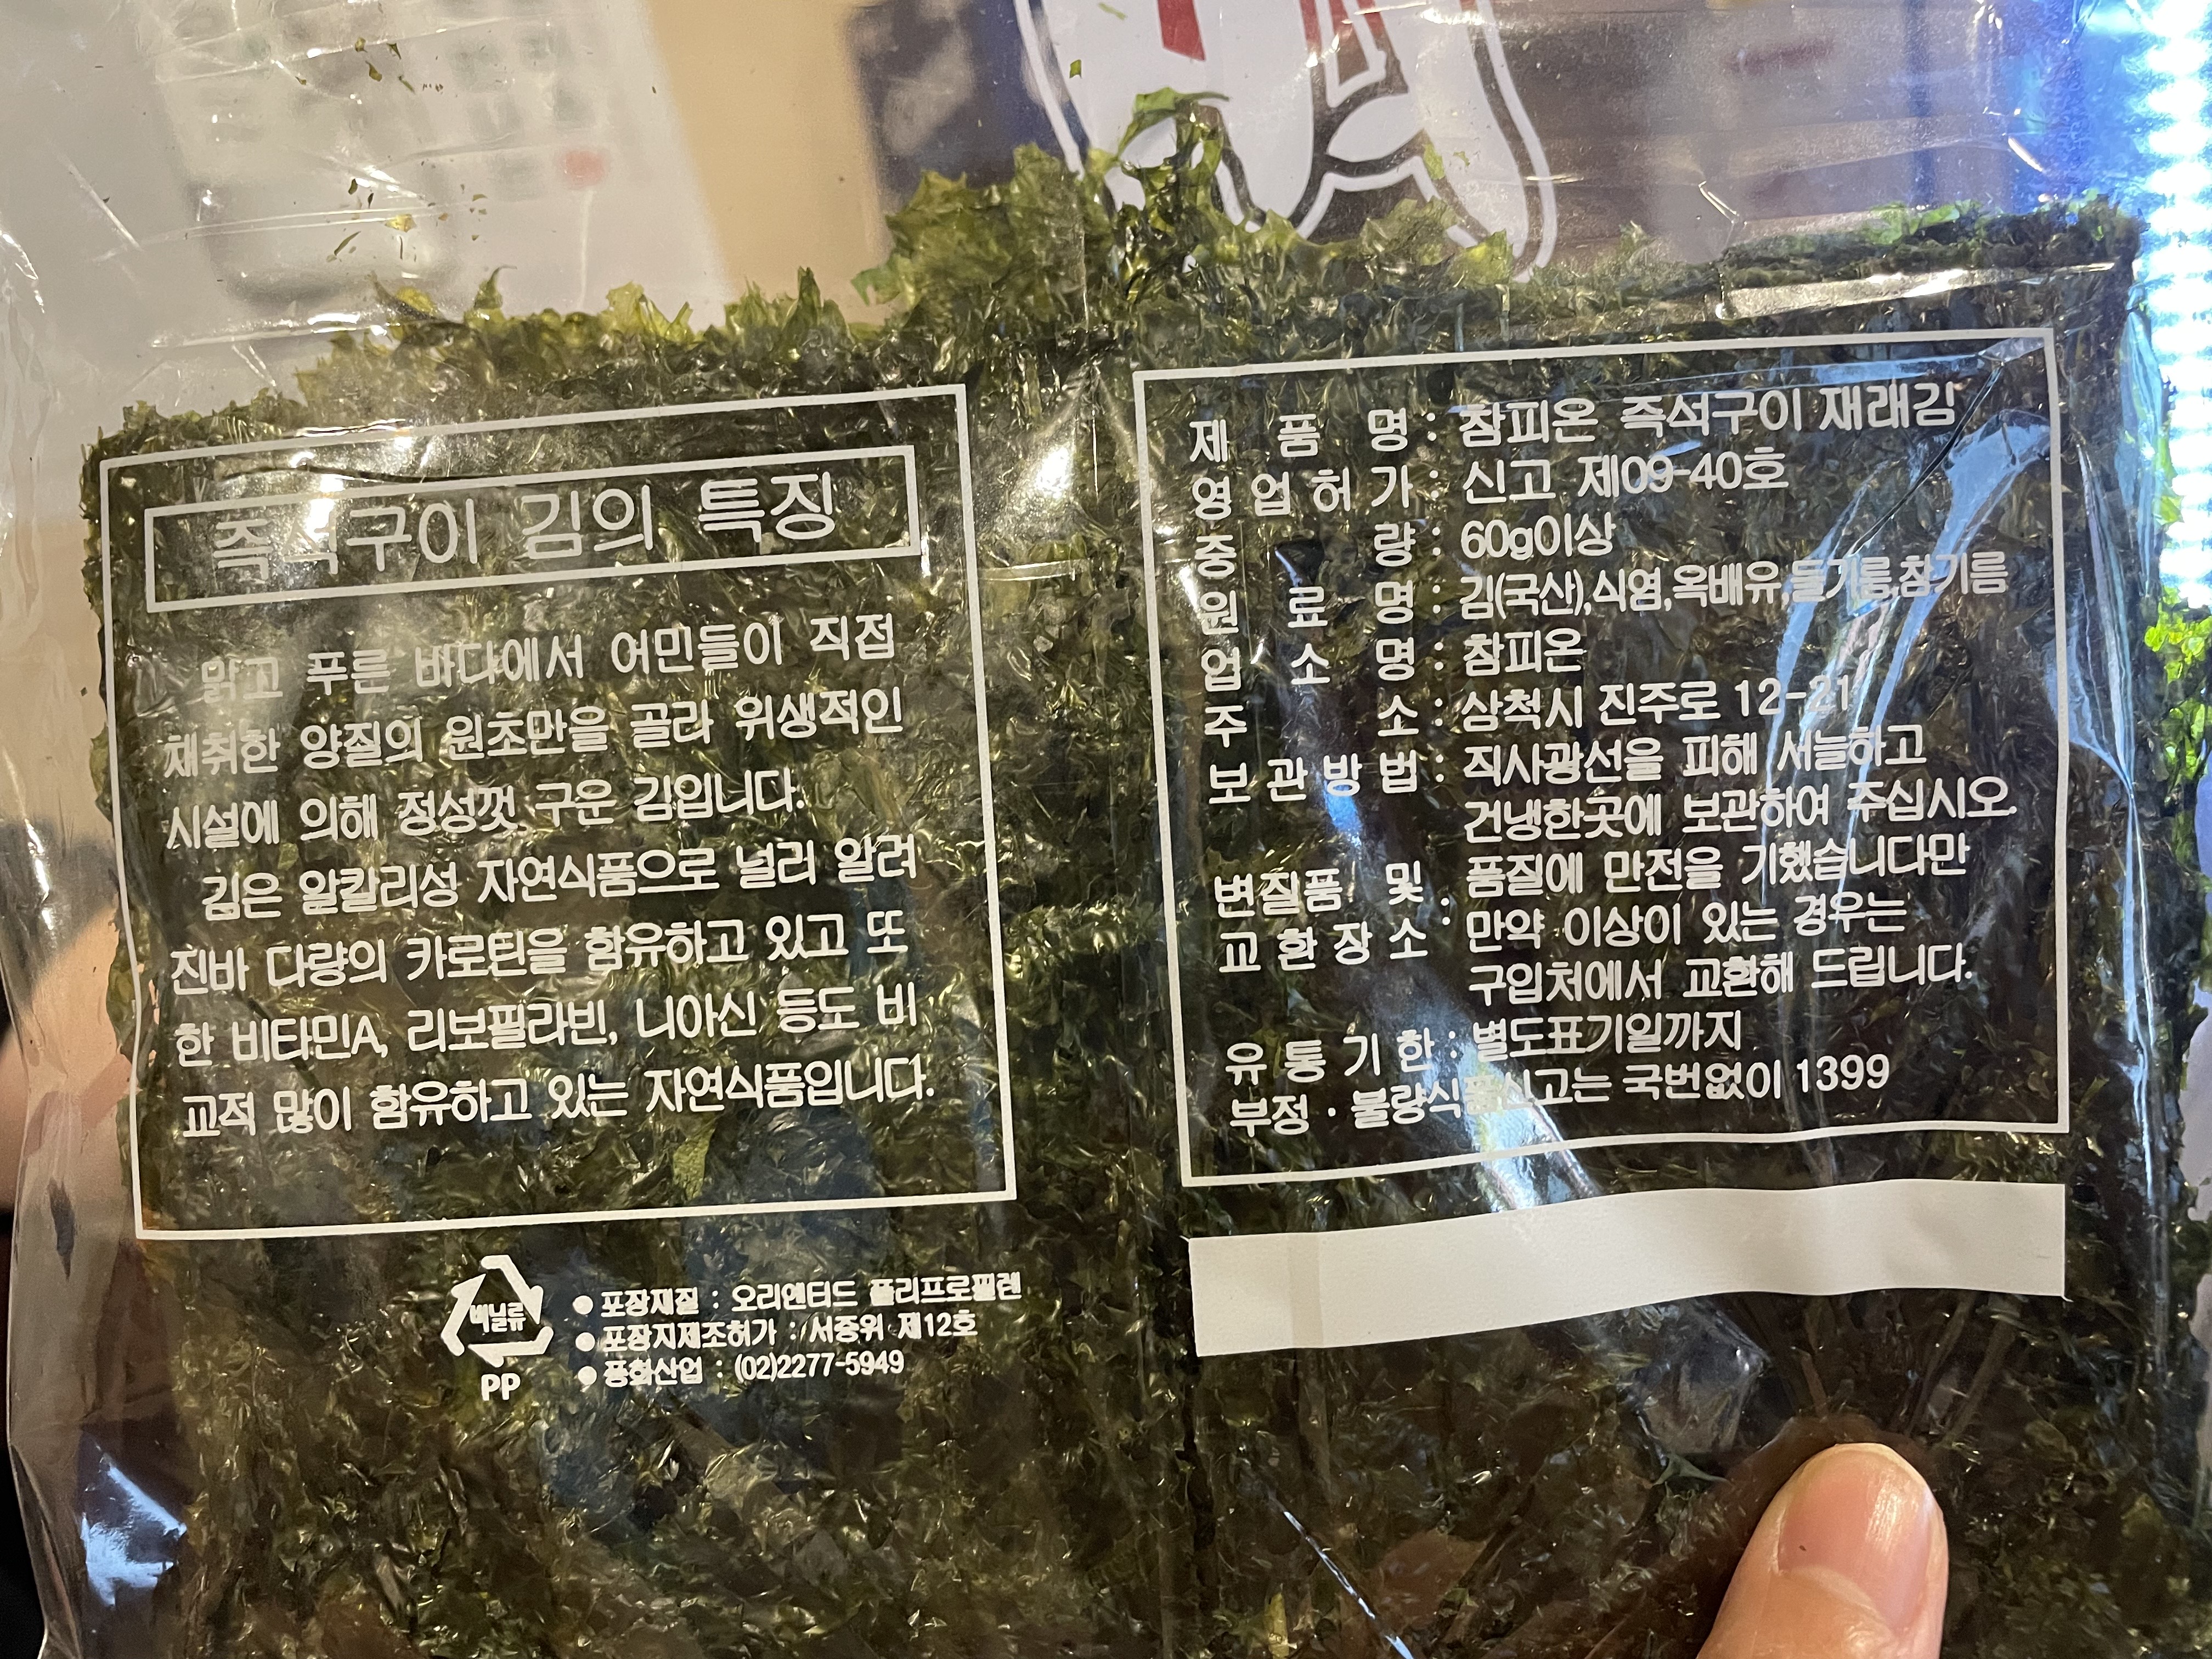 즉석구이 김의 특징
맑고 푸른 바다에서 어민들이 직접
채취한 양질의 원초만을 골라 위생적인
시설에 의해 정성껏 구운 김입니다.
김은 알칼리성 자연식품으로 널리 알려
진바 다량의 카로틴을 함유하고 있고 또
한 비타민A, 리보필라빈, 니아신 등도 비
교적 많이 함유하고 있는 자연식품입니다.
비닐류
PP
● 포장재질 : 오리엔티드 폴리프로필렌
● 포장지제조허가 : 서중위 제12호
● 풍화산업 : (02)2277-5949
제품명 : 참피온 즉석구이 재래김
영업허가 : 신고 제09-40호
중량 : 60g이상
원료명 : 김(국산),식염,옥배유,들기름,참기름
업소명 : 참피온
주소 : 삼척시 진주로 12-21
보관방법 : 직사광선을 피해 서늘하고
건냉한곳에 보관하여 주십시오.
변질품 및 품질에 만전을 기했습니다만
교환장소 : 만약 이상이 있는 경우는
구입처에서 교환해 드립니다.
유통기한 : 별도표기일까지
부정·불량식품신고는 국번없이 1399